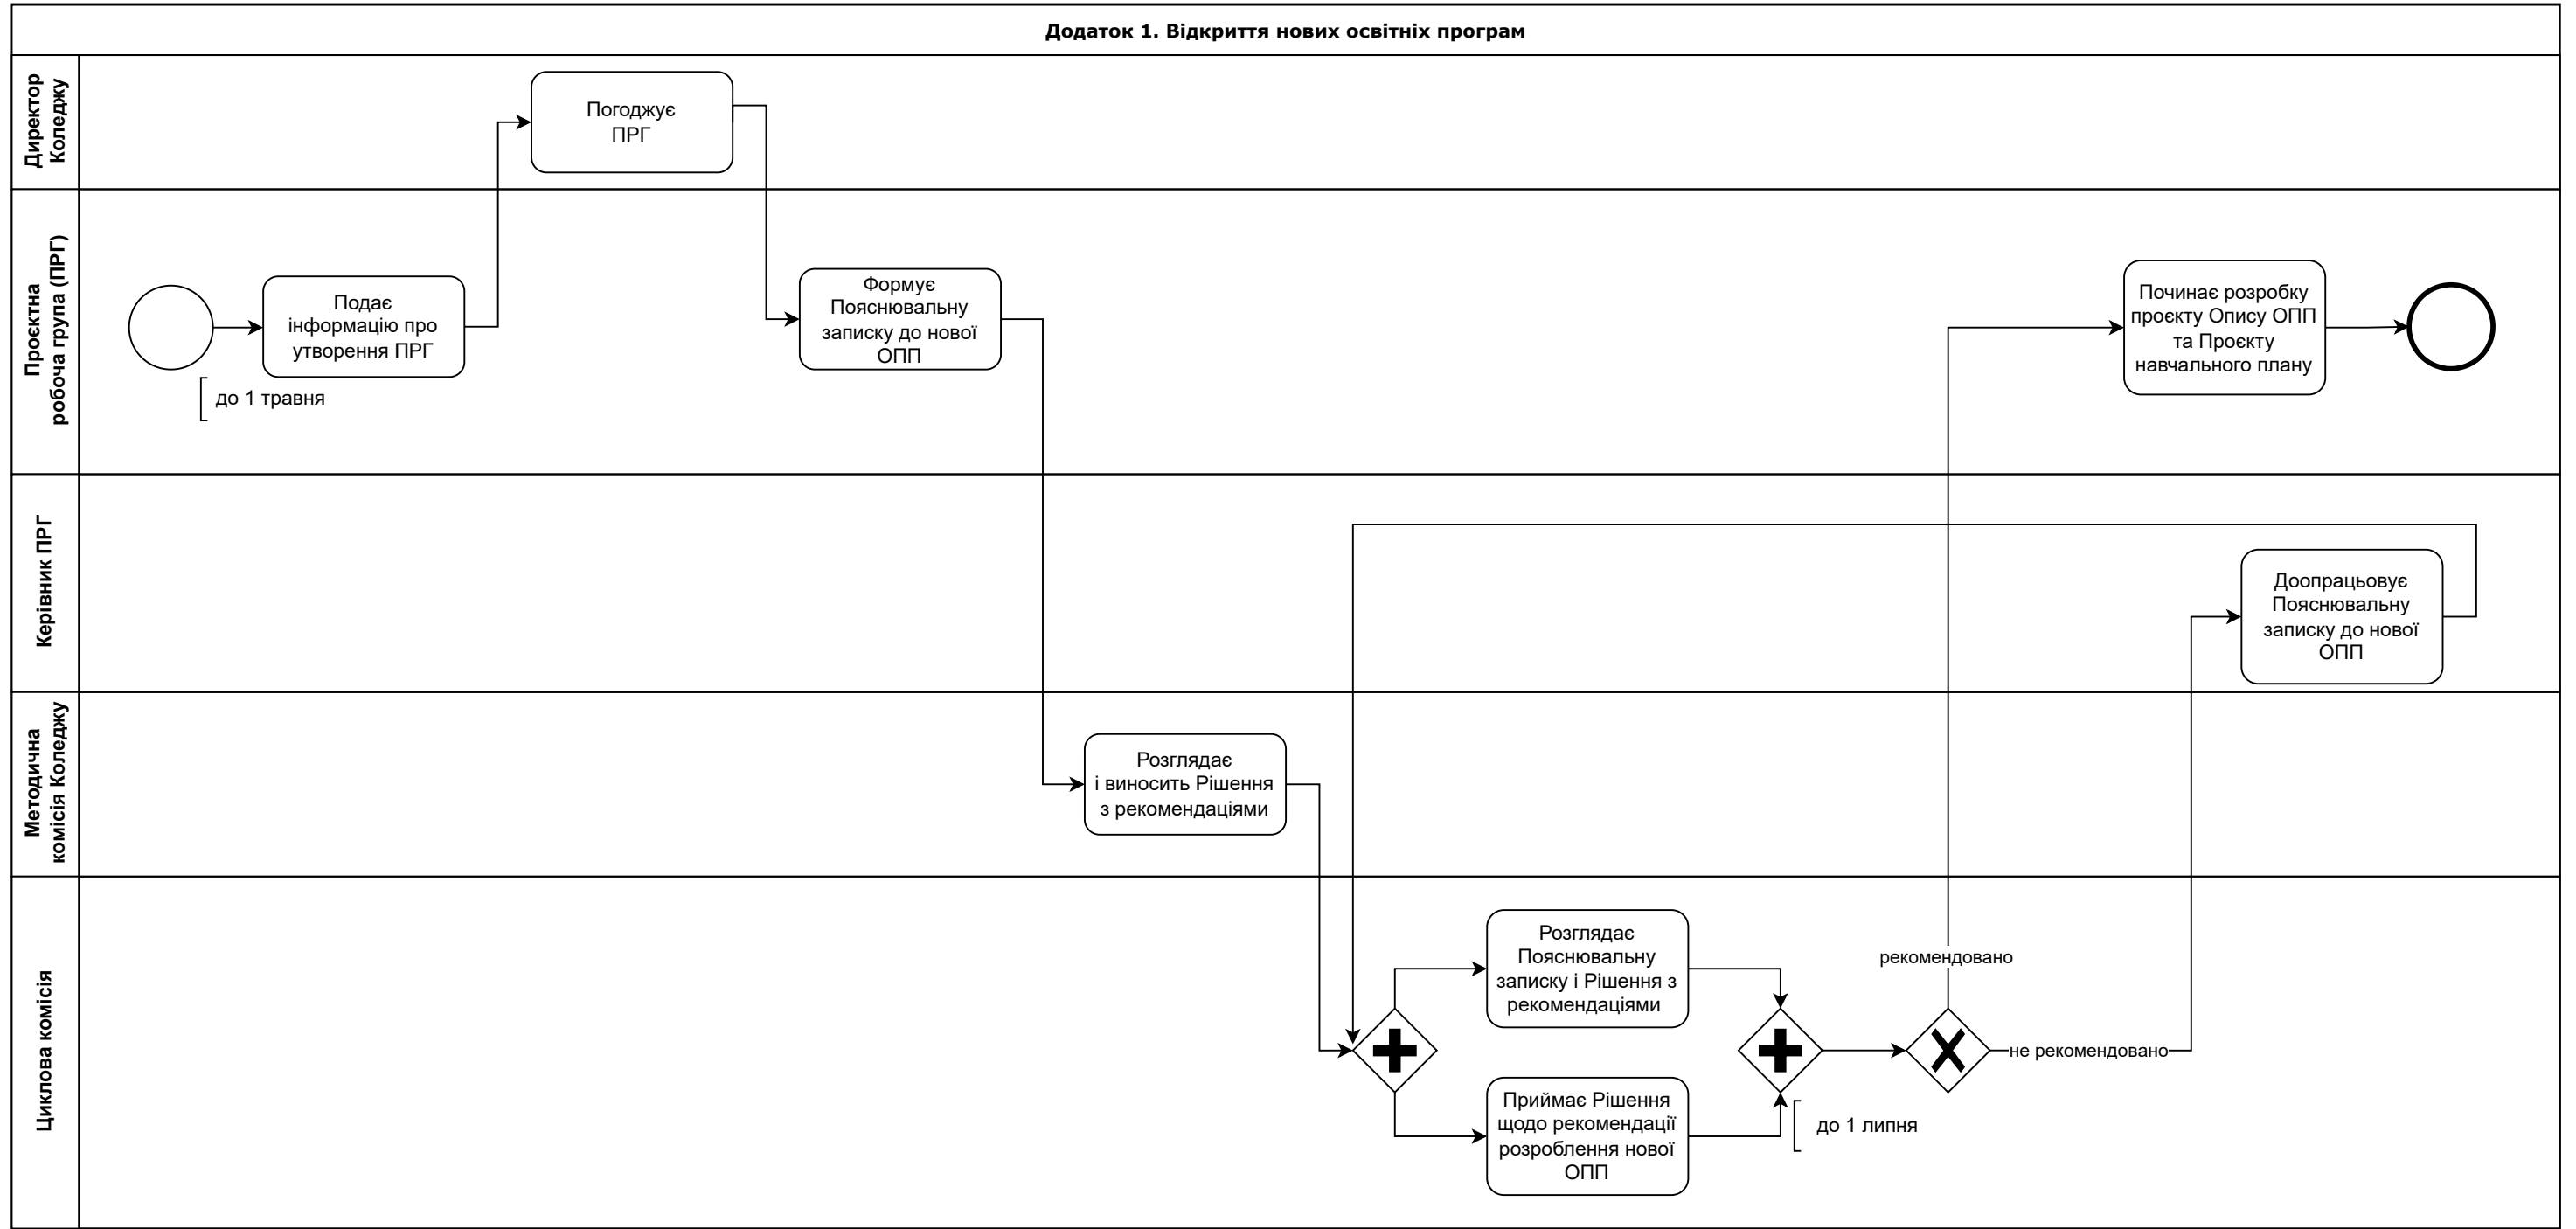 Додаток 1. Відкриття нових освітніх програм
Директор
Коледжу
Погоджує
ПРГ
Проєктна
робоча група (ПРГ)
Подає
інформацію про
утворення ПРГ
до 1 травня
Формує
Пояснювальну
записку до нової
ОПП
Починає розробку
проєкту Опису ОПП
та Проєкту
навчального плану
Керівник ПРГ
Доопрацьовує
Пояснювальну
записку до нової
ОПП
Методична
комісія Коледжу
Розглядає
і виносить Рішення
з рекомендаціями
Циклова комісія
Розглядає
Пояснювальну
записку і Рішення з
рекомендаціями
Приймає Рішення
щодо рекомендації
розроблення нової
ОПП
до 1 липня
рекомендовано
не рекомендовано